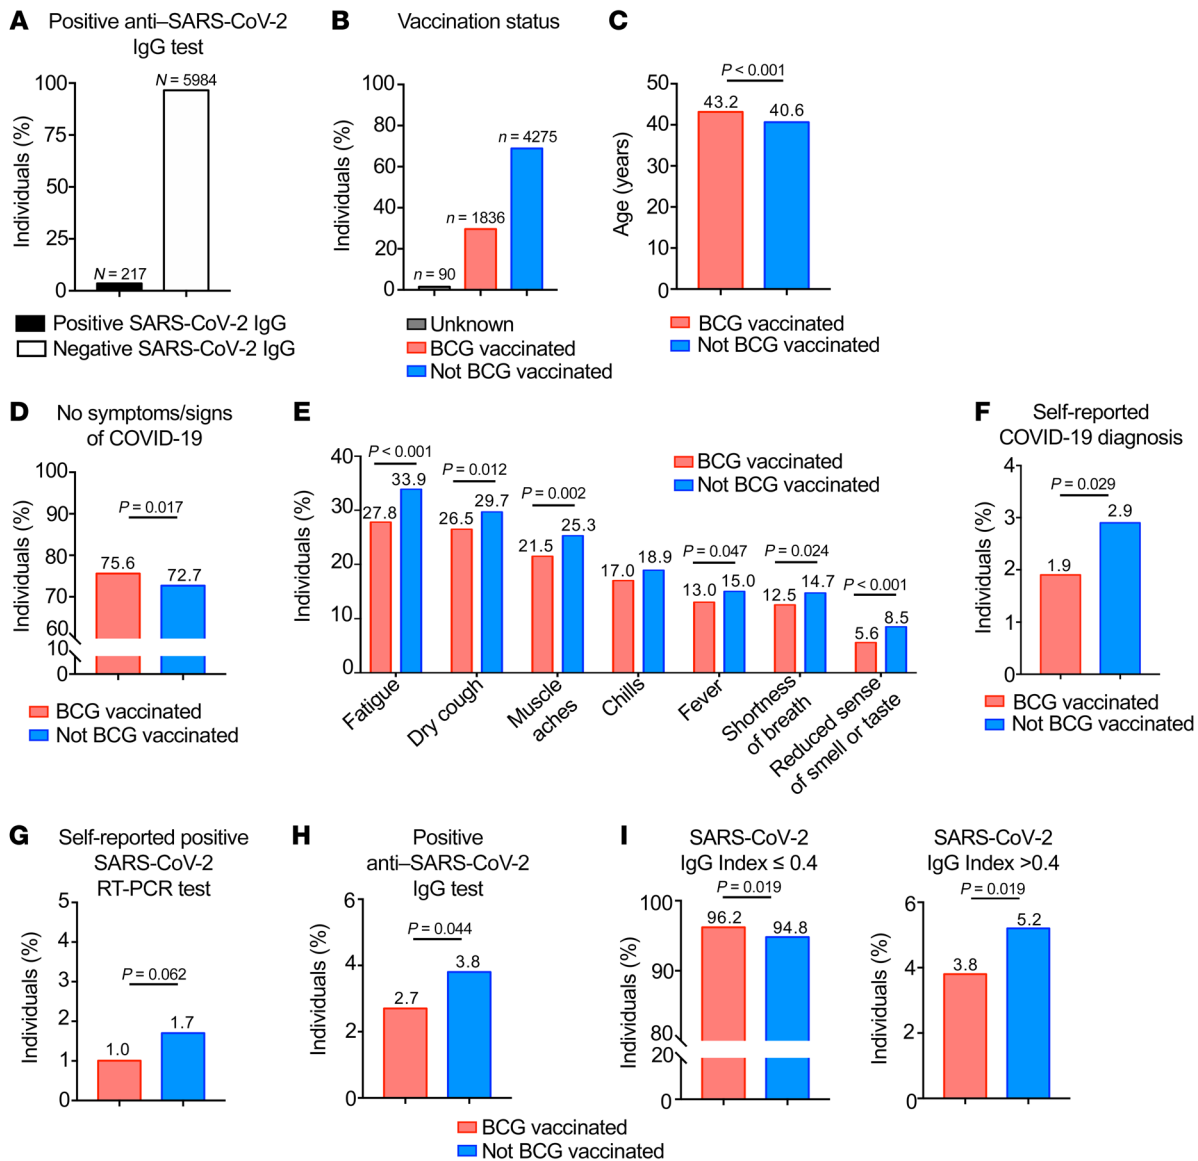 A
Positive anti–SARS-CoV-2
IgG test
Individuals (%)
100
75
50
25
0
N = 217
N = 5984
Positive SARS-CoV-2 IgG
Negative SARS-CoV-2 IgG
B
Vaccination status
Individuals (%)
100
80
60
40
20
0
n = 90
n = 1836
n = 4275
Unknown
BCG vaccinated
Not BCG vaccinated
C
Age (years)
50
40
30
20
10
0
P < 0.001
43.2
40.6
BCG vaccinated
Not BCG vaccinated
D
No symptoms/signs
of COVID-19
Individuals (%)
100
90
80
70
60
10
0
P = 0.017
75.6
72.7
BCG vaccinated
Not BCG vaccinated
E
Individuals (%)
40
30
20
10
0
BCG vaccinated
Not BCG vaccinated
P < 0.001
27.8
33.9
P = 0.012
26.5
29.7
P = 0.002
21.5
25.3
17.0
18.9
P = 0.047
13.0
15.0
P = 0.024
12.5
14.7
P < 0.001
5.6
8.5
Fatigue
Dry cough
Muscle
aches
Chills
Fever
Shortness
of breath
Reduced sense
of smell or taste
F
Self-reported
COVID-19 diagnosis
Individuals (%)
4
3
2
1
0
P = 0.029
1.9
2.9
BCG vaccinated
Not BCG vaccinated
G
Self-reported positive
SARS-CoV-2
RT-PCR test
Individuals (%)
5
4
3
2
1
0
P = 0.062
1.0
1.7
H
Positive
anti–SARS-CoV-2
IgG test
Individuals (%)
6
4
2
0
P = 0.044
2.7
3.8
BCG vaccinated
Not BCG vaccinated
I
SARS-CoV-2
IgG Index ≤ 0.4
Individuals (%)
100
90
80
20
0
P = 0.019
96.2
94.8
SARS-CoV-2
IgG Index >0.4
Individuals (%)
6
4
2
0
P = 0.019
3.8
5.2